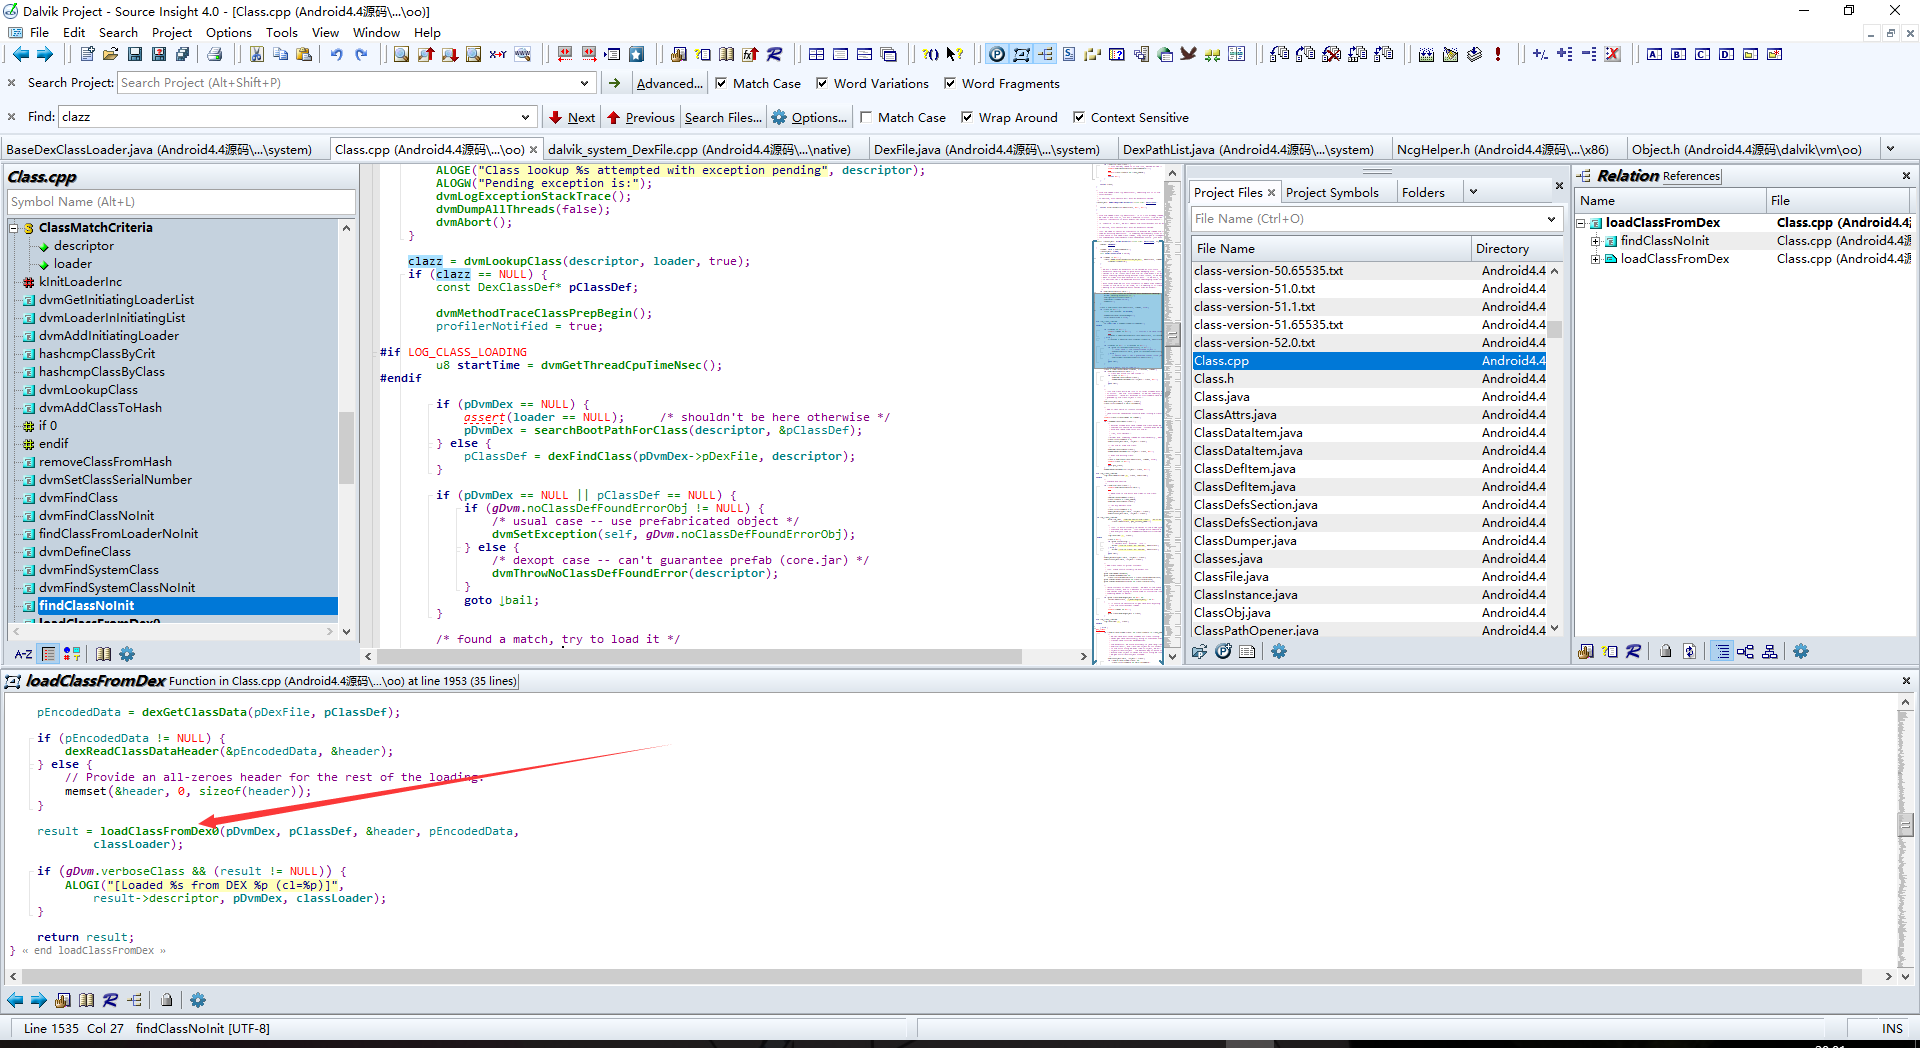 Dalvik Project - Source Insight 4.0 - [Class.cpp (Android4.4源码\...\oo)]
File Edit Search Project Options Tools View Window Help
Search Project: Search Project (Alt+Shift+P) Advanced... Match Case Word Variations Word Fragments
Find: clazz Next Previous Search Files... Options... Match Case Wrap Around Context Sensitive
BaseDexClassLoader.java (Android4.4源码\...\system) Class.cpp (Android4.4源码\...\oo) dalvik_system_DexFile.cpp (Android4.4源码\...\native) DexFile.java (Android4.4源码\...\system) DexPathList.java (Android4.4源码\...\system) NcgHelper.h (Android4.4源码\...\x86) Object.h (Android4.4源码\dalvik\vm\oo)
Class.cpp
Symbol Name (Alt+L)
ClassMatchCriteria
descriptor
loader
kInitLoaderInc
dvmGetInitiatingLoaderList
dvmLoaderInInitiatingList
dvmAddInitiatingLoader
hashcmpClassByCrit
hashcmpClassByClass
dvmLookupClass
dvmAddClassToHash
if 0
endif
removeClassFromHash
dvmSetClassSerialNumber
dvmFindClass
dvmFindClassNoInit
findClassFromLoaderNoInit
dvmDefineClass
dvmFindSystemClass
dvmFindSystemClassNoInit
findClassNoInit
loadClassFromDex0
A-Z
ALOGE("Class lookup %s attempted with exception pending", descriptor);
ALOGW("Pending exception is:");
dvmLogExceptionStackTrace();
dvmDumpAllThreads(false);
dvmAbort();
}
clazz = dvmLookupClass(descriptor, loader, true);
if (clazz == NULL) {
const DexClassDef* pClassDef;
dvmMethodTraceClassPrepBegin();
profilerNotified = true;
#if LOG_CLASS_LOADING
u8 startTime = dvmGetThreadCpuTimeNsec();
#endif
if (pDvmDex == NULL) {
assert(loader == NULL); /* shouldn't be here otherwise */
pDvmDex = searchBootPathForClass(descriptor, &pClassDef);
} else {
pClassDef = dexFindClass(pDvmDex->pDexFile, descriptor);
}
if (pDvmDex == NULL || pClassDef == NULL) {
if (gDvm.noClassDefFoundErrorObj != NULL) {
/* usual case -- use prefabricated object */
dvmSetException(self, gDvm.noClassDefFoundErrorObj);
} else {
/* dexopt case -- can't guarantee prefab (core.jar) */
dvmThrowNoClassDefFoundError(descriptor);
}
goto ↓bail;
}
/* found a match, try to load it */
Project Files Project Symbols Folders
File Name (Ctrl+O)
File Name Directory
class-version-50.65535.txt Android4.4
class-version-51.0.txt Android4.4
class-version-51.1.txt Android4.4
class-version-51.65535.txt Android4.4
class-version-52.0.txt Android4.4
Class.cpp Android4.4
Class.h Android4.4
Class.java Android4.4
ClassAttrs.java Android4.4
ClassDataItem.java Android4.4
ClassDataItem.java Android4.4
ClassDefItem.java Android4.4
ClassDefItem.java Android4.4
ClassDefsSection.java Android4.4
ClassDefsSection.java Android4.4
ClassDumper.java Android4.4
Classes.java Android4.4
ClassFile.java Android4.4
ClassInstance.java Android4.4
ClassObj.java Android4.4
ClassPathOpener.java Android4.4
Relation References
Name File
loadClassFromDex Class.cpp (Android4.4源
findClassNoInit Class.cpp (Android4.4源
loadClassFromDex Class.cpp (Android4.4源
loadClassFromDex Function in Class.cpp (Android4.4源码\...\oo) at line 1953 (35 lines)
pEncodedData = dexGetClassData(pDexFile, pClassDef);
if (pEncodedData != NULL) {
dexReadClassDataHeader(&pEncodedData, &header);
} else {
// Provide an all-zeroes header for the rest of the loading.
memset(&header, 0, sizeof(header));
}
result = loadClassFromDex0(pDvmDex, pClassDef, &header, pEncodedData,
classLoader);
if (gDvm.verboseClass && (result != NULL)) {
ALOGI("[Loaded %s from DEX %p (cl=%p)]",
result->descriptor, pDvmDex, classLoader);
}
return result;
} « end loadClassFromDex »
Line 1535 Col 27 findClassNoInit [UTF-8] INS